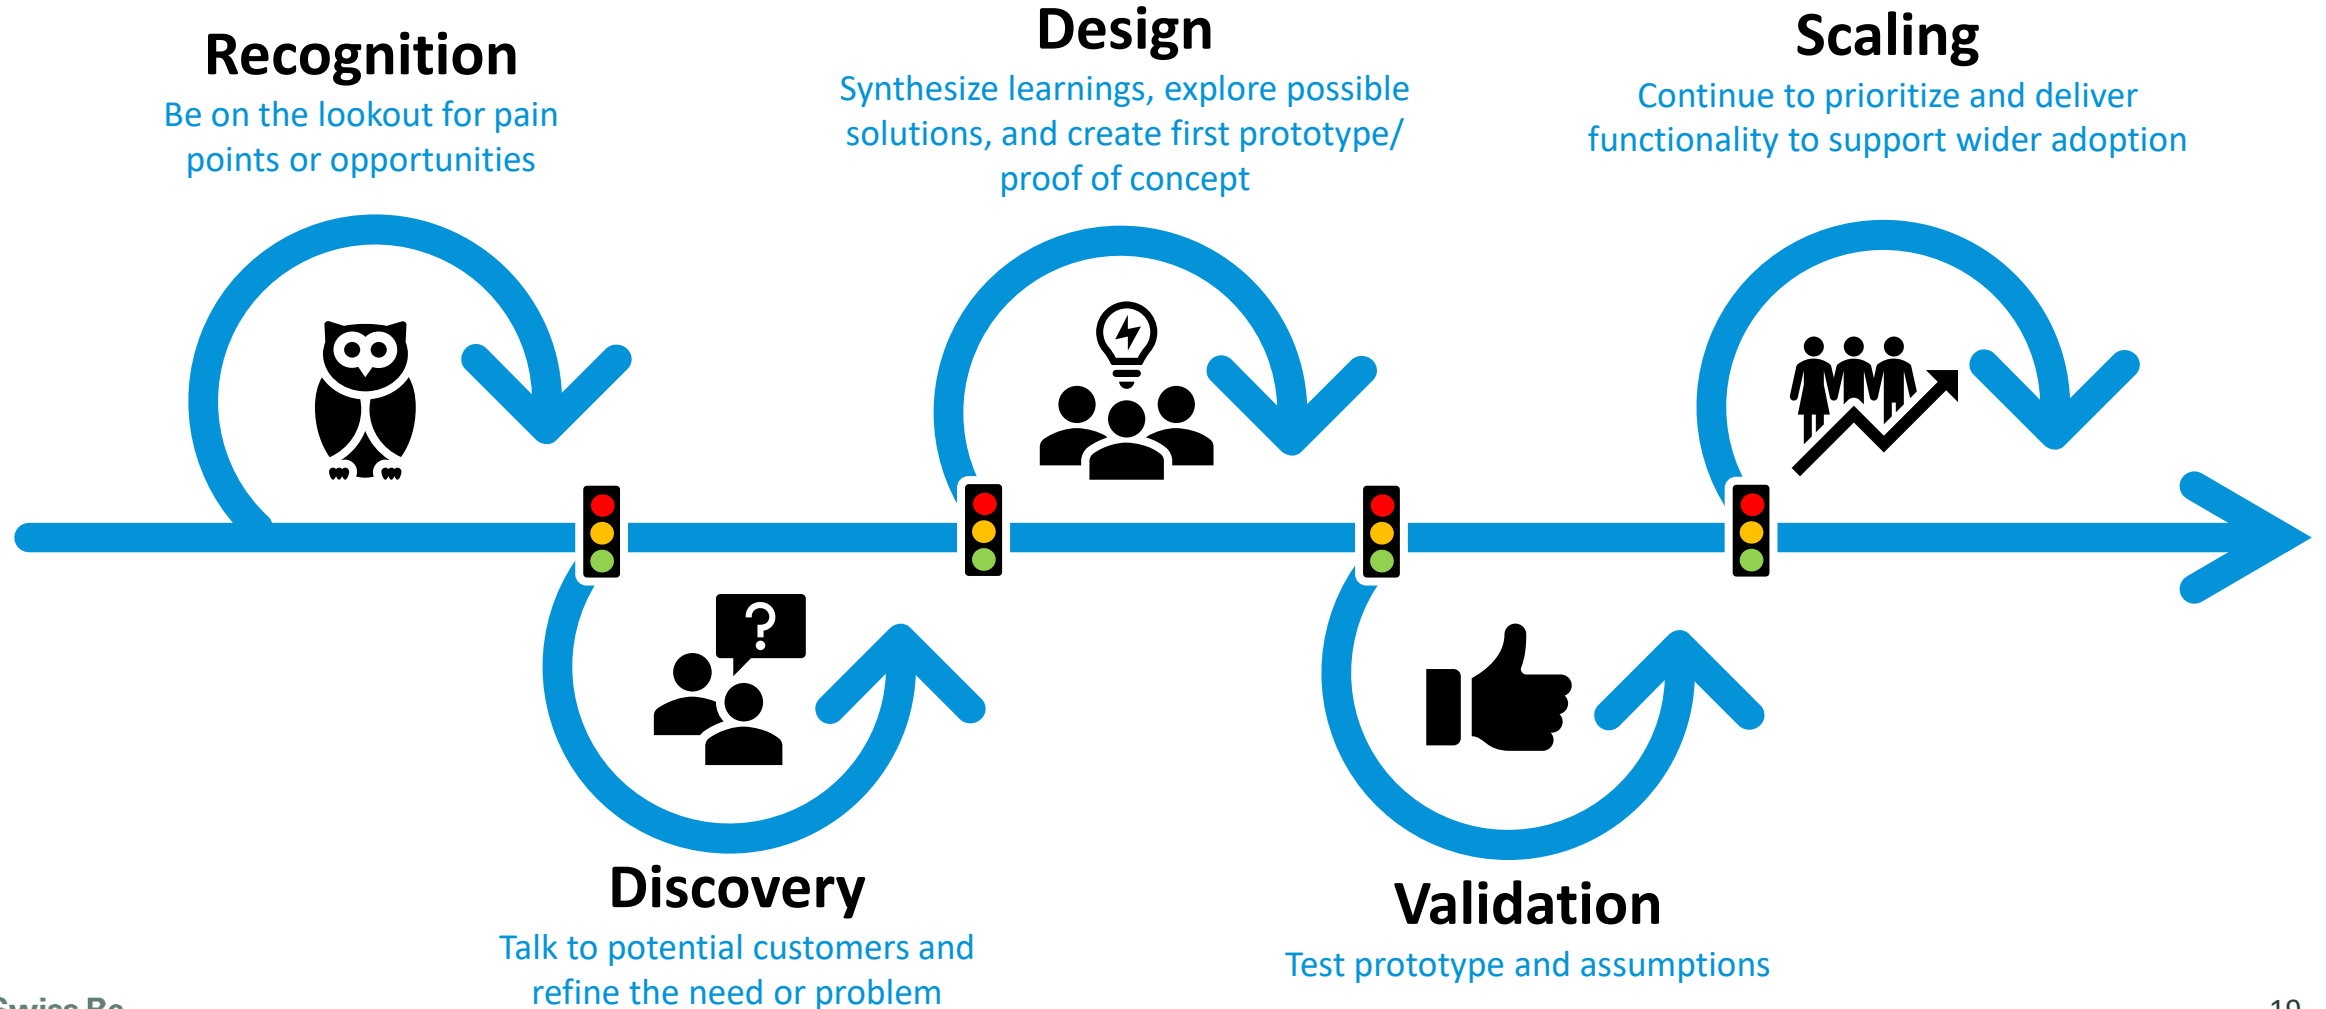 Recognition
Be on the lookout for pain
points or opportunities
Design
Synthesize learnings, explore possible
solutions, and create first prototype/
proof of concept
Scaling
Continue to prioritize and deliver
functionality to support wider adoption
?
Discovery
Talk to potential customers and
refine the need or problem
Validation
Test prototype and assumptions